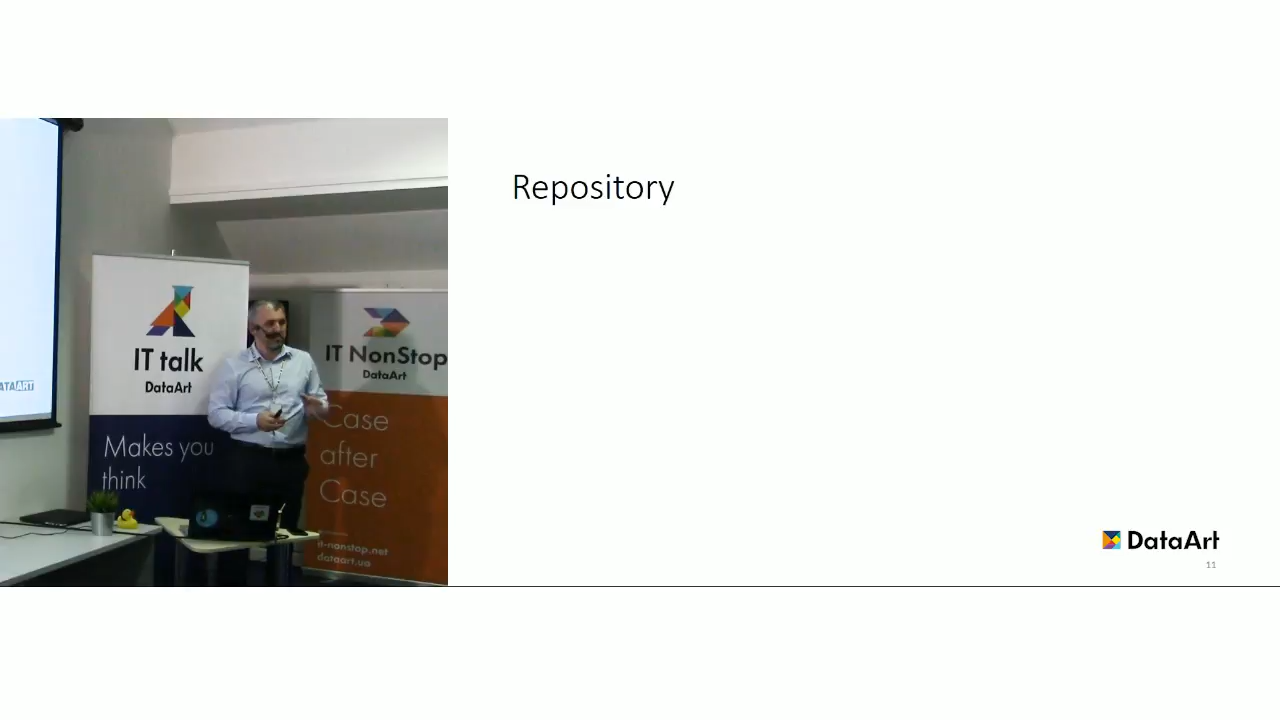 IT talk
DataArt
Makes you
think
IT NonStop
DataArt
Case
after
Case
it-nonstop.net
dataart.ua
Repository
DataArt
11